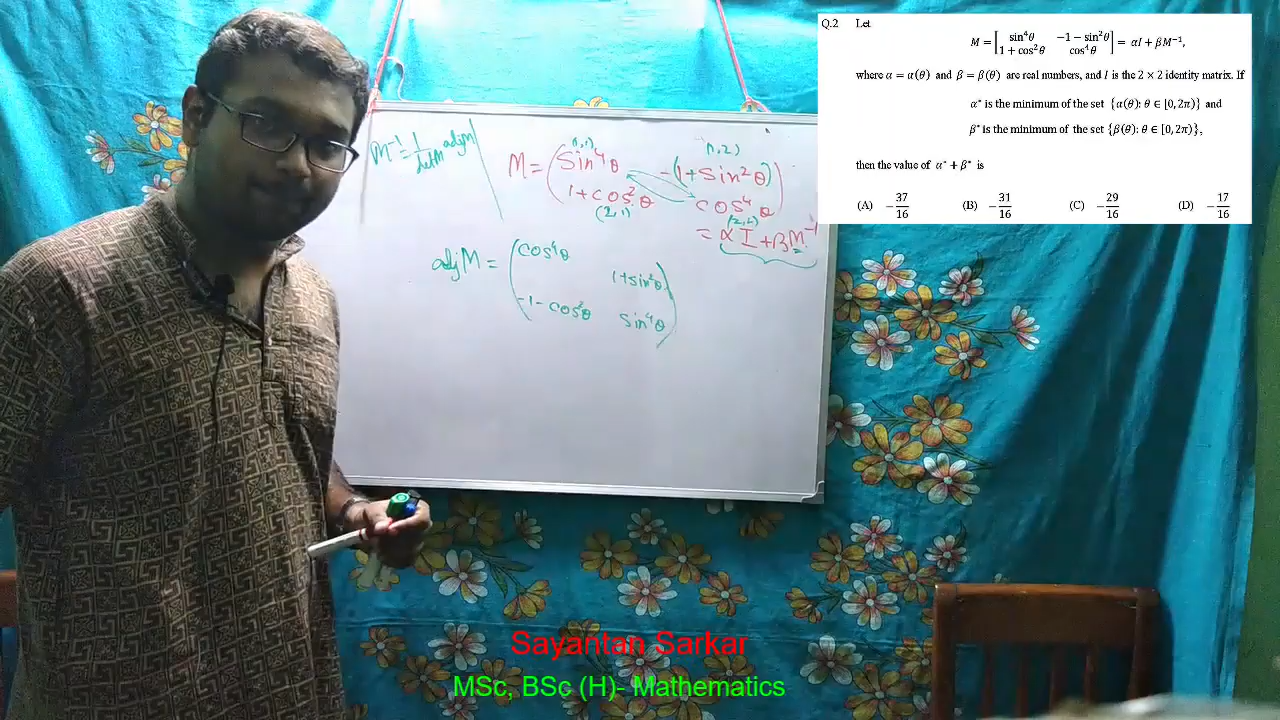 Q.2 Let
M = [ sin⁴θ −1 − sin²θ
1 + cos²θ cos⁴θ ] = αI + βM⁻¹,
where α = α(θ) and β = β(θ) are real numbers, and I is the 2 × 2 identity matrix. If
α* is the minimum of the set {α(θ): θ ∈ [0, 2π)} and
β* is the minimum of the set {β(θ): θ ∈ [0, 2π)},
then the value of α* + β* is
(A) −37/16 (B) −31/16 (C) −29/16 (D) −17/16
M⁻¹ = 1/detM adjM
(1,1) (1,2)
M = ( Sin⁴θ -(1+Sin²θ)
1+cos²θ cos⁴θ )
(2,1) (2,2)
= αI + βM⁻¹
adjM = ( cos⁴θ 1+sin²θ
-1-cos²θ sin⁴θ )
Sayantan Sarkar
MSc, BSc (H)- Mathematics